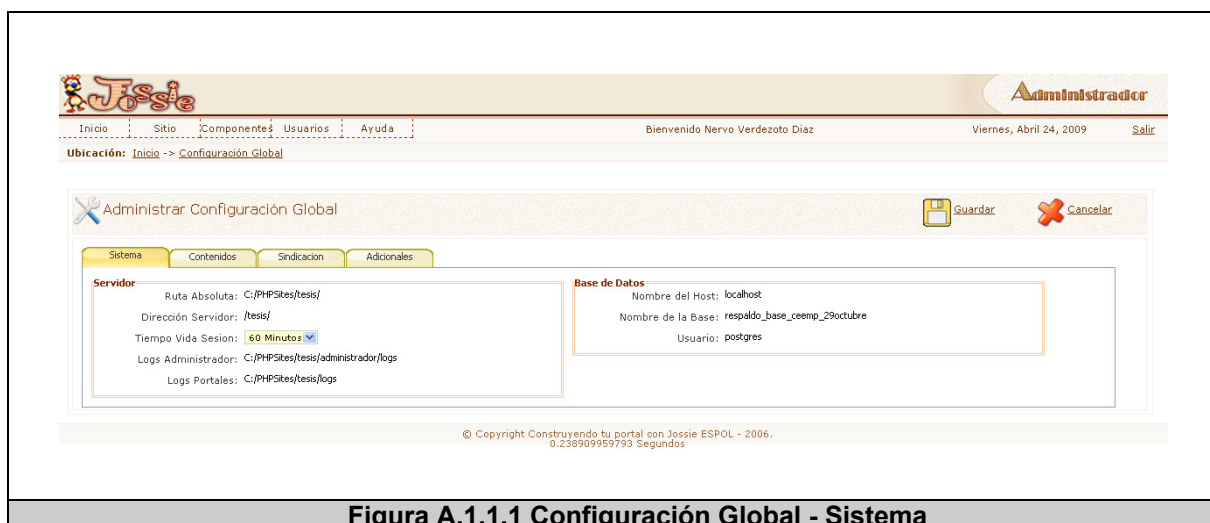 Jossie
Administrador
Inicio Sitio Componentes Usuarios Ayuda Bienvenido Nervo Verdezoto Diaz Viernes, Abril 24, 2009 Salir
Ubicación: Inicio -> Configuración Global
Administrar Configuración Global Guardar Cancelar
Sistema Contenidos Sindicacion Adicionales
Servidor
Ruta Absoluta: C:/PHPSites/tesis/
Dirección Servidor: /tesis/
Tiempo Vida Sesion: 60 Minutos
Logs Administrador: C:/PHPSites/tesis/administrador/logs
Logs Portales: C:/PHPSites/tesis/logs
Base de Datos
Nombre del Host: localhost
Nombre de la Base: respaldo_base_ceemp_29octubre
Usuario: postgres
© Copyright Construyendo tu portal con Jossie ESPOL - 2006.
0.238909959793 Segundos
Figura A.1.1.1 Configuración Global - Sistema